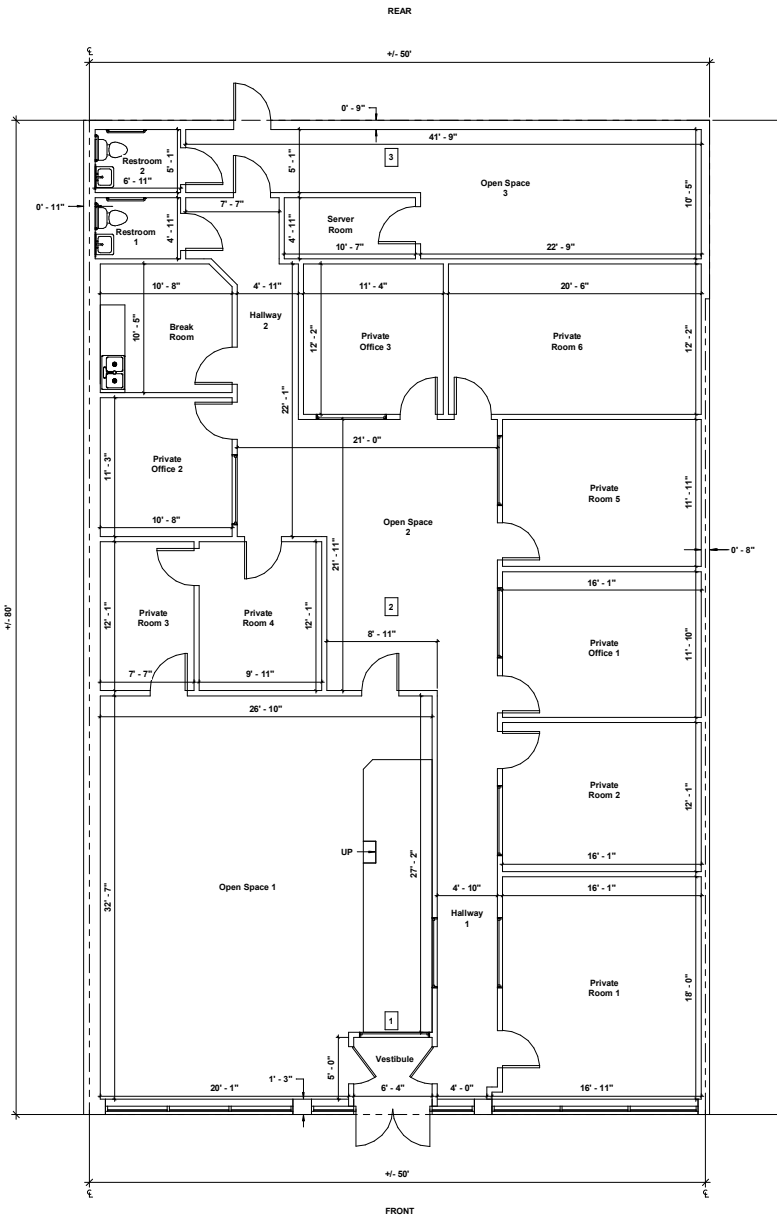 REAR
℄
+/- 50'
0' - 9"
41' - 9"
3
Restroom
2
6' - 11"
5' - 1"
5' - 1"
Open Space
3
10' - 5"
0' - 11"
7' - 7"
Restroom
1
4' - 11"
4' - 11"
Server
Room
10' - 7"
22' - 9"
10' - 8"
4' - 11"
11' - 4"
20' - 6"
Break
Room
10' - 5"
Hallway
2
12' - 2"
Private
Office 3
Private
Room 6
12' - 2"
22' - 1"
21' - 0"
Private
Office 2
11' - 3"
10' - 8"
Private
Room 5
11' - 11"
Open Space
2
21' - 11"
0' - 8"
16' - 1"
+/- 80'
12' - 1"
Private
Room 3
Private
Room 4
12' - 1"
2
8' - 11"
Private
Office 1
11' - 10"
7' - 7"
9' - 11"
26' - 10"
Private
Room 2
12' - 1"
UP
27' - 2"
16' - 1"
Open Space 1
32' - 7"
4' - 10"
16' - 1"
Hallway
1
Private
Room 1
18' - 0"
1
Vestibule
5' - 0"
1' - 3"
20' - 1"
6' - 4"
4' - 0"
16' - 11"
+/- 50'
℄
℄
FRONT